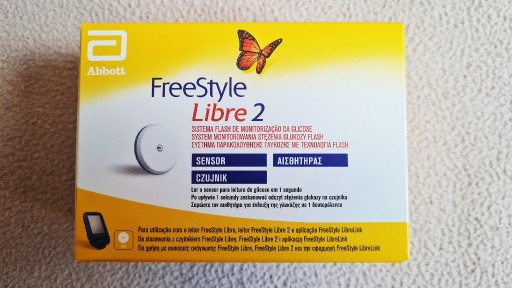 Abbott
FreeStyle
Libre 2
SISTEMA FLASH DE MONITORIZAÇÃO DA GLICOSE
SYSTEM MONITOROWANIA STĘŻENIA GLUKOZY FLASH
ΣΥΣΤΗΜΑ ΠΑΡΑΚΟΛΟΥΘΗΣΗΣ ΓΛΥΚΟΖΗΣ ΜΕ ΤΕΧΝΟΛΟΓΙΑ FLASH
SENSOR
ΑΙΣΘΗΤΗΡΑΣ
CZUJNIK
Ler o sensor para leitura de glicose em 1 segundo
Po upływie 1 sekundy zeskanować odczyt stężenia glukozy na czujniku
Σαρώστε τον αισθητήρα για ένδειξη της γλυκόζης σε 1 δευτερόλεπτο
Para utilização com o leitor FreeStyle Libre, leitor FreeStyle Libre 2 e aplicação FreeStyle LibreLink
Do stosowania z czytnikiem FreeStyle Libre, FreeStyle Libre 2 i aplikacją FreeStyle LibreLink
Για χρήση με συσκευές ανάγνωσης FreeStyle Libre, FreeStyle Libre 2 και την εφαρμογή FreeStyle LibreLink